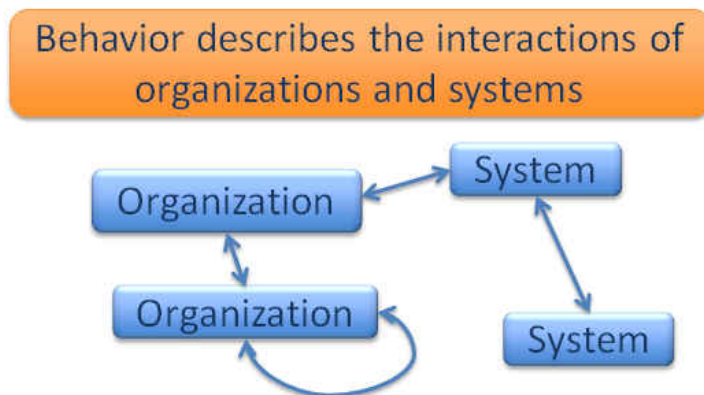 Behavior describes the interactions of
organizations and systems
System
Organization
Organization
System